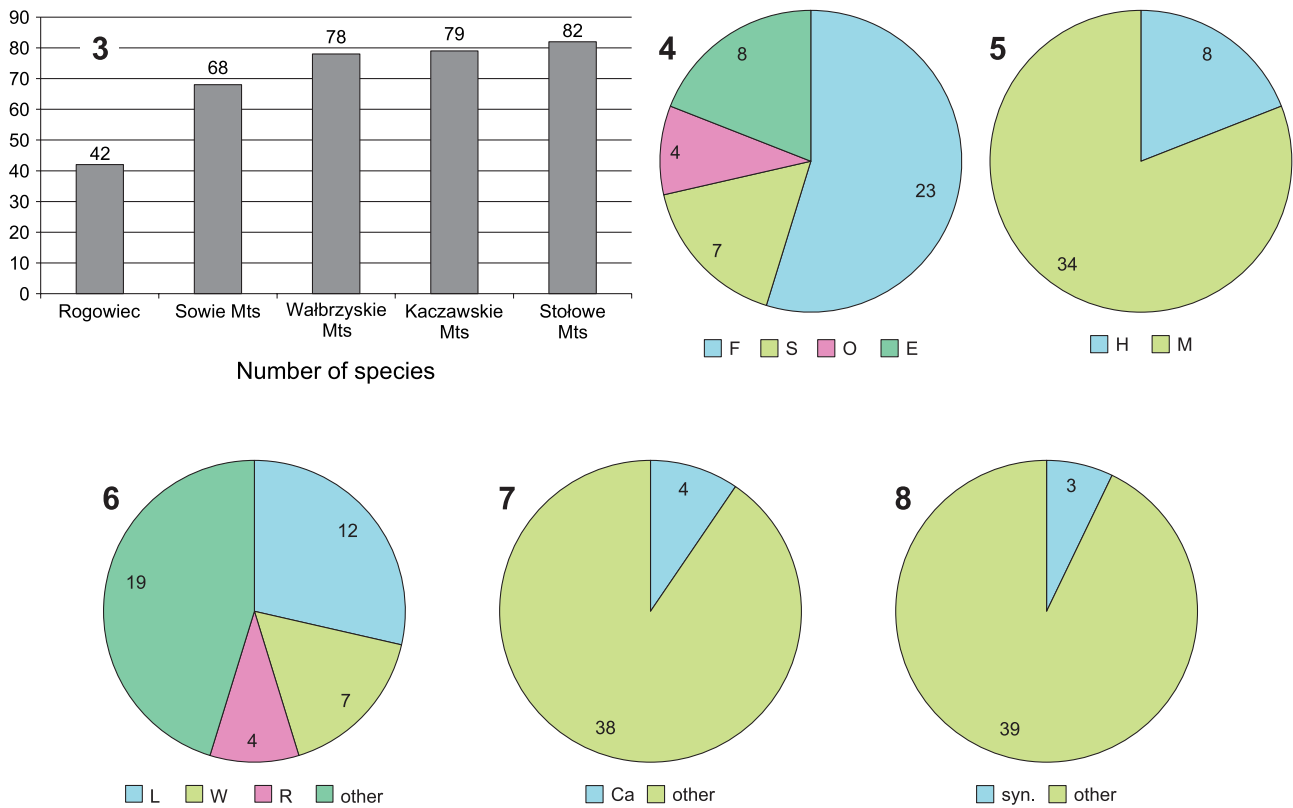 3
90
80
70
60
50
40
30
20
10
0
42
68
78
79
82
Rogowiec
Sowie Mts
Wałbrzyskie
Mts
Kaczawskie
Mts
Stołowe
Mts
Number of species
4
8
23
4
7
F S O E
5
8
34
H M
6
12
19
7
4
L W R other
7
4
38
Ca other
8
3
39
syn. other